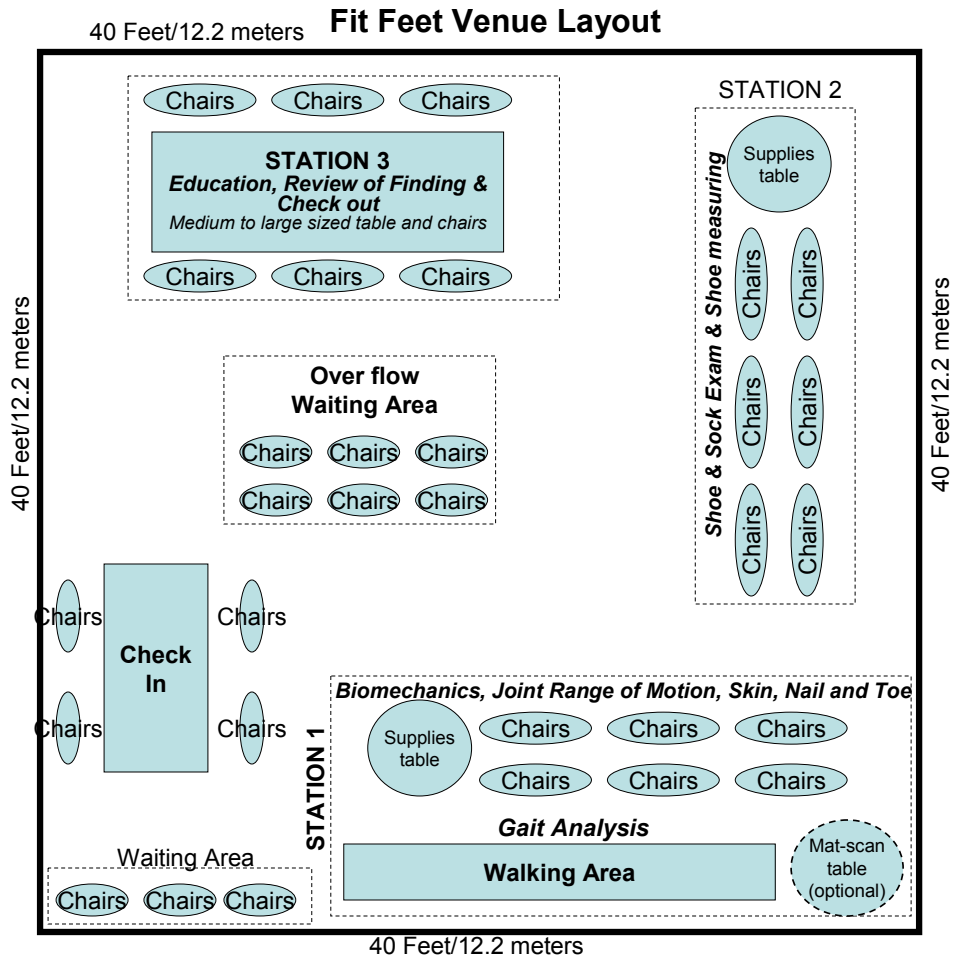 Fit Feet Venue Layout
40 Feet/12.2 meters
Chairs Chairs Chairs
STATION 3
Education, Review of Finding &
Check out
Medium to large sized table and chairs
Chairs Chairs Chairs
STATION 2
Supplies
table
Shoe & Sock Exam & Shoe measuring
Chairs Chairs
Chairs Chairs
Chairs Chairs
40 Feet/12.2 meters
40 Feet/12.2 meters
Over flow
Waiting Area
Chairs Chairs Chairs
Chairs Chairs Chairs
Chairs Chairs
Check
In
Chairs Chairs
STATION 1
Biomechanics, Joint Range of Motion, Skin, Nail and Toe
Supplies
table
Chairs Chairs Chairs
Chairs Chairs Chairs
Gait Analysis
Walking Area
Mat-scan
table
(optional)
Waiting Area
Chairs Chairs Chairs
40 Feet/12.2 meters